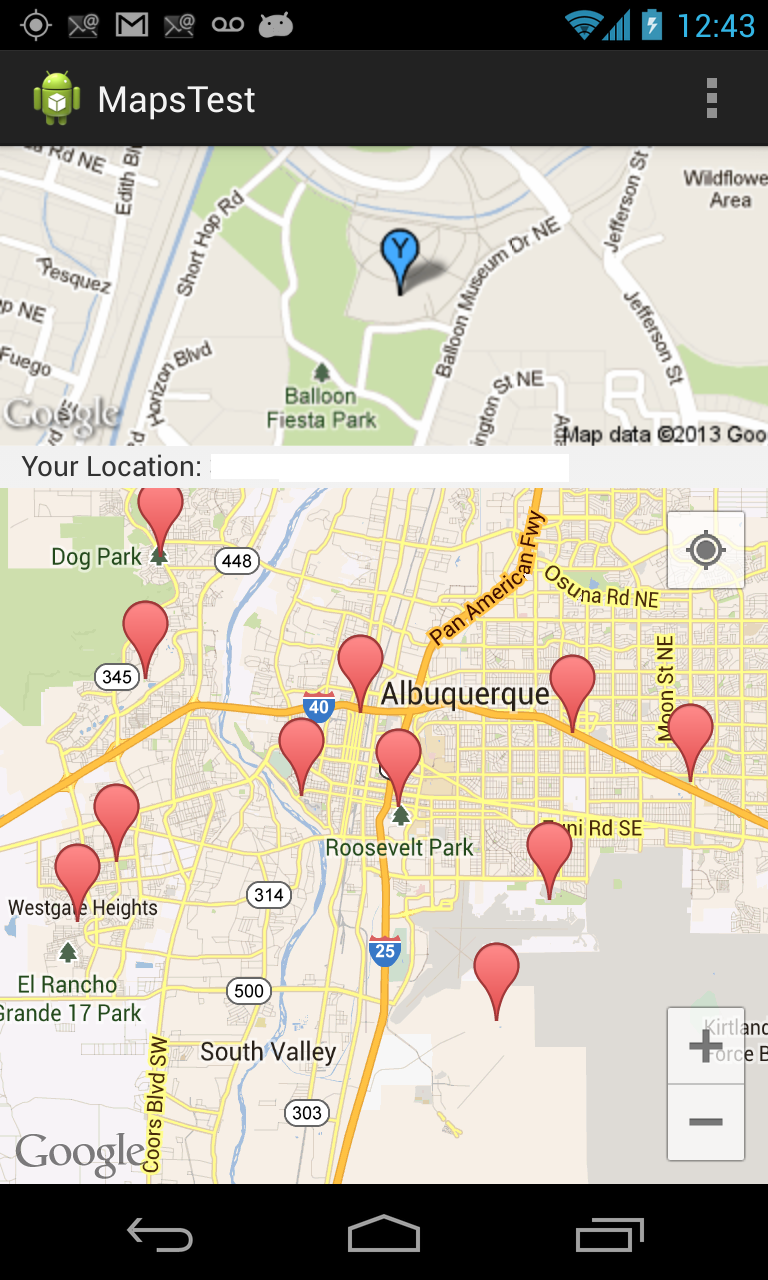 12:43
MapsTest
a Rd NE
Edith Bl
Short Hop Rd
Jefferson St
Wildflowe
Area
Y
Pesquez
Balloon Museum Dr NE
op NE
Fuego
Horizon Blvd
Jefferson St
Balloon
Fiesta Park
ington St NE
Google
Map data ©2013 Goo
Your Location:
Dog Park
448
Pan American Fwy
Osuna Rd NE
345
Moon St NE
40
Albuquerque
Roosevelt Park
uni Rd SE
314
Westgate Heights
25
El Rancho
Grande 17 Park
500
Kirtland
Force B
South Valley
Coors Blvd SW
303
Google